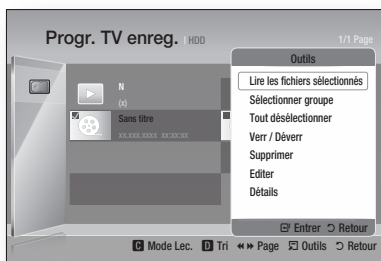 Progr. TV enreg. | HDD
1/1 Page
N
(x)
Sans titre
xx.xxx.xxxx xx:xx:xx
Outils
Lire les fichiers sélectionnés
Sélectionner groupe
Tout désélectionner
Verr / Déverr
Supprimer
Editer
Détails
Entrer Retour
C Mode Lec. D Tri Page Outils Retour